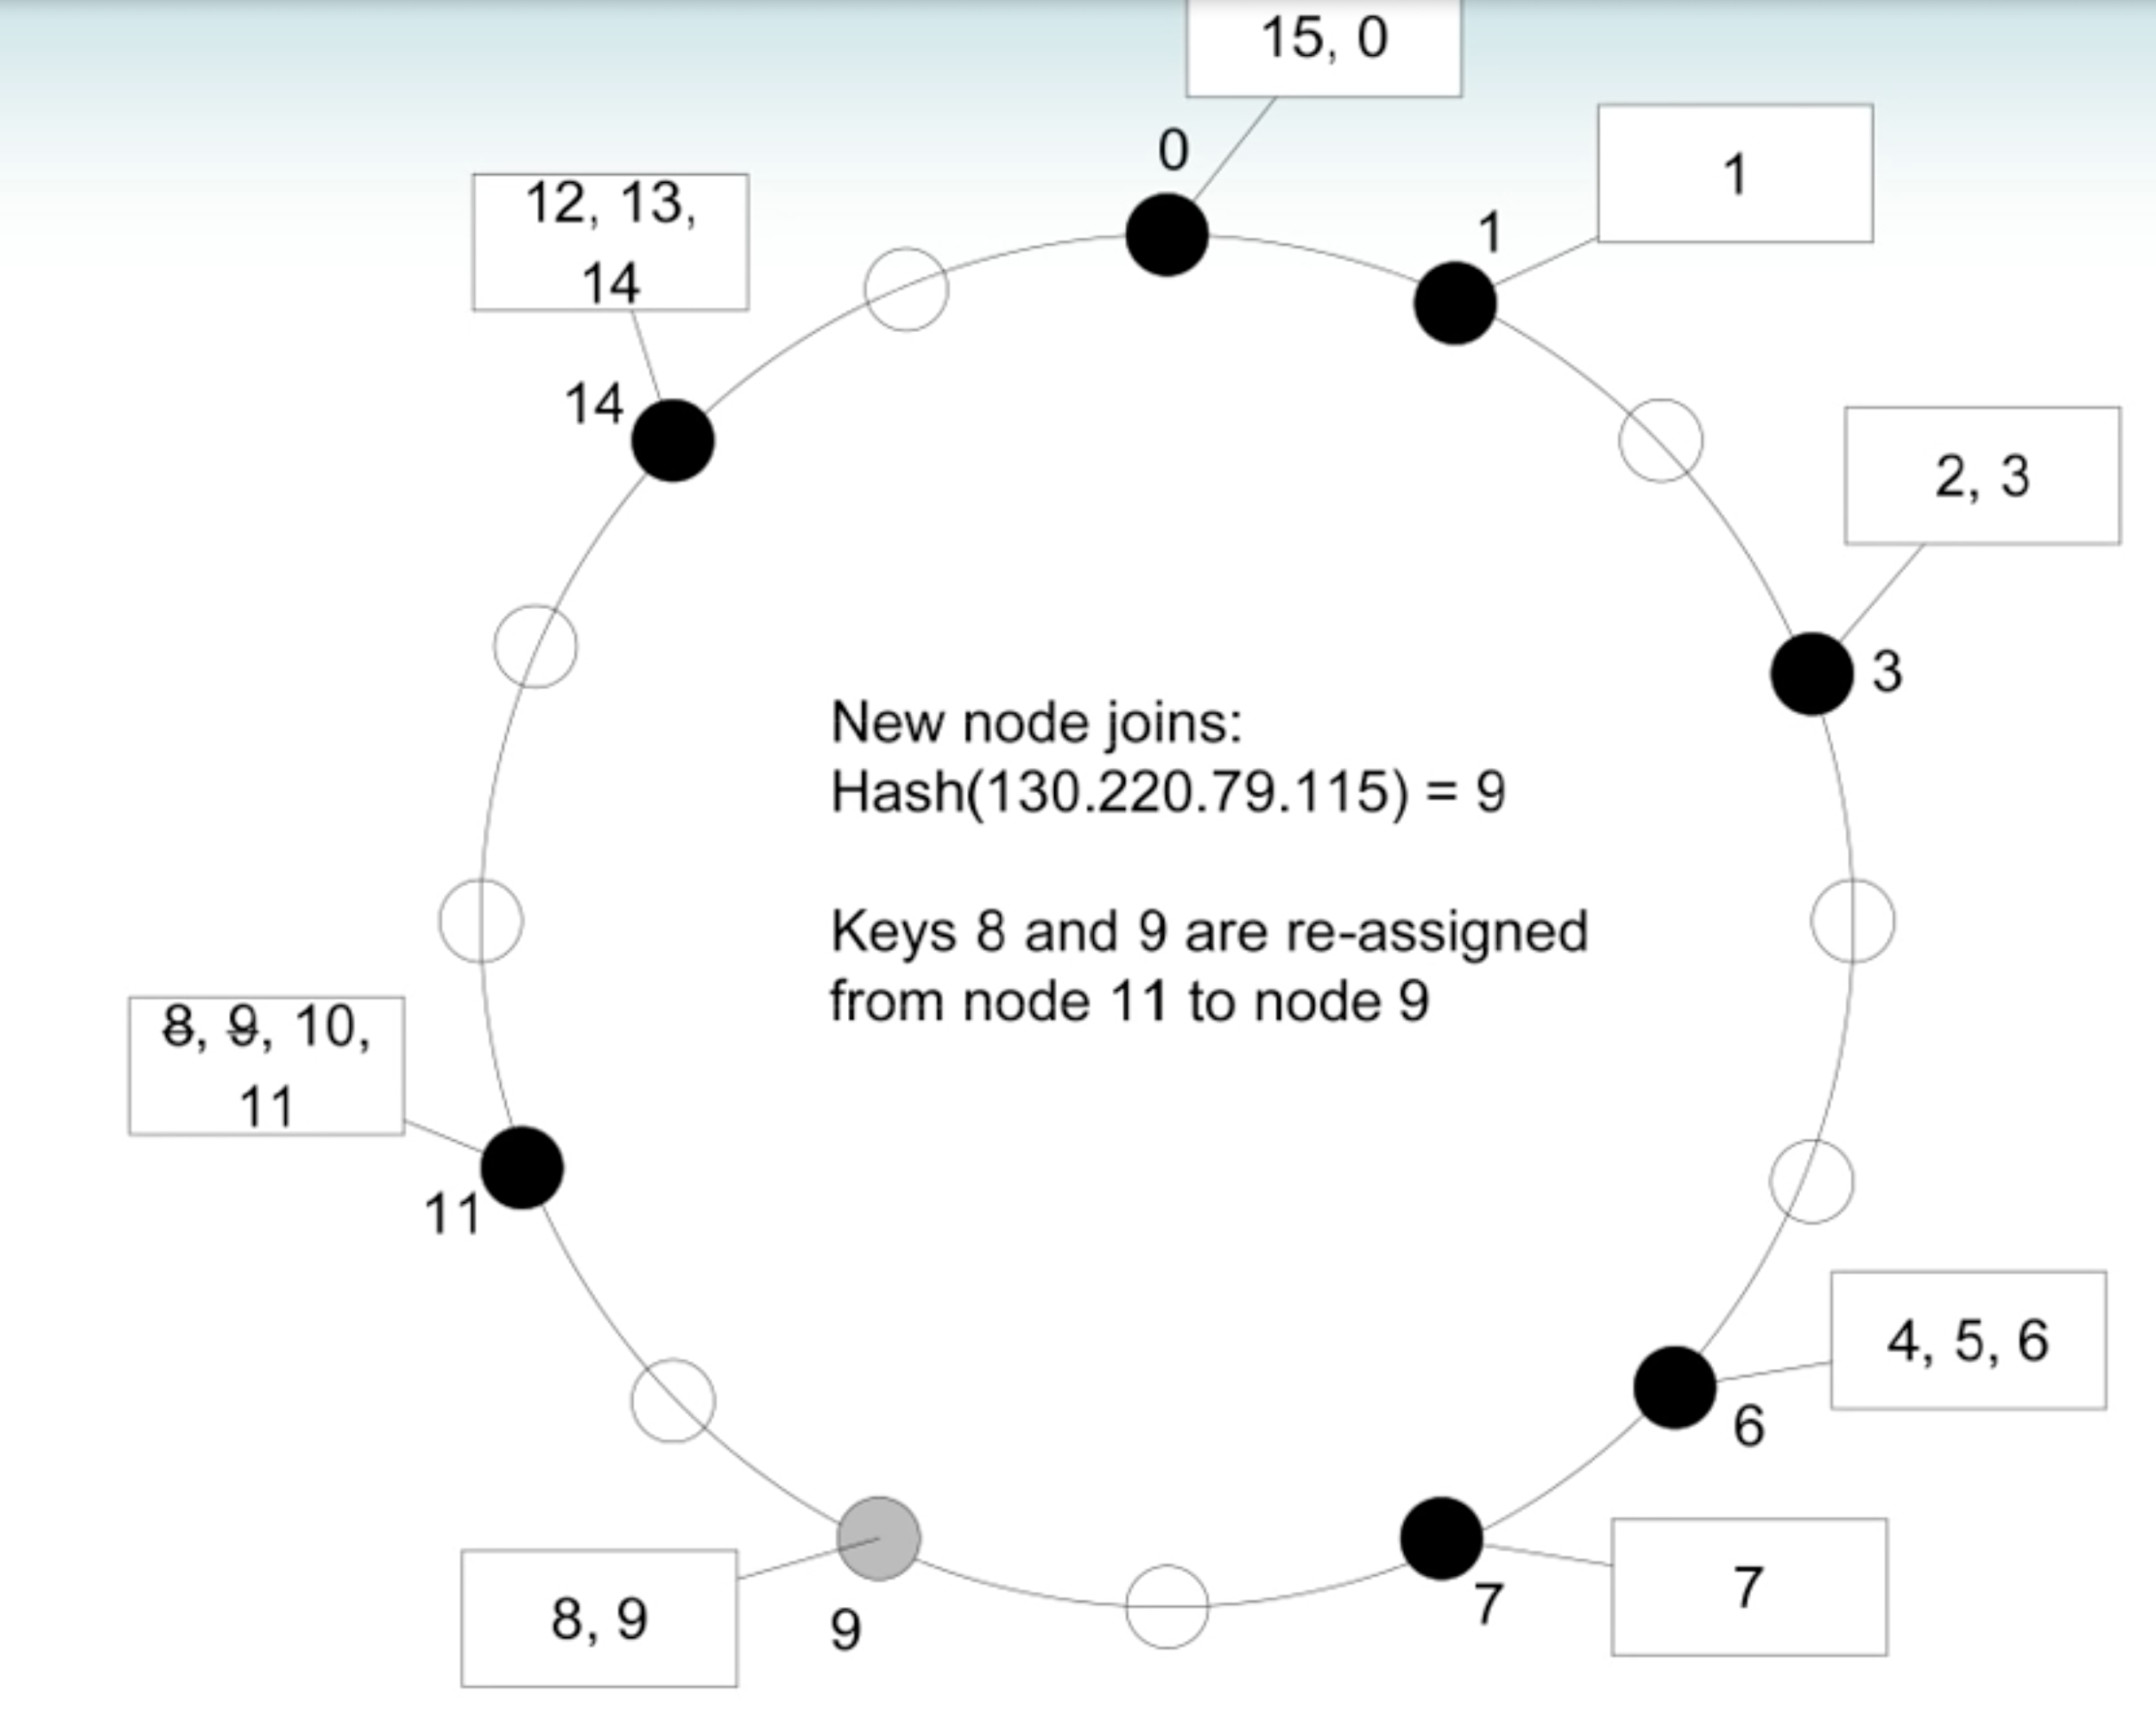 15, 0
0
1
1
12, 13,
14
14
2, 3
3
New node joins:
Hash(130.220.79.115) = 9
Keys 8 and 9 are re-assigned
from node 11 to node 9
8, 9, 10,
11
11
4, 5, 6
6
7
7
8, 9
9